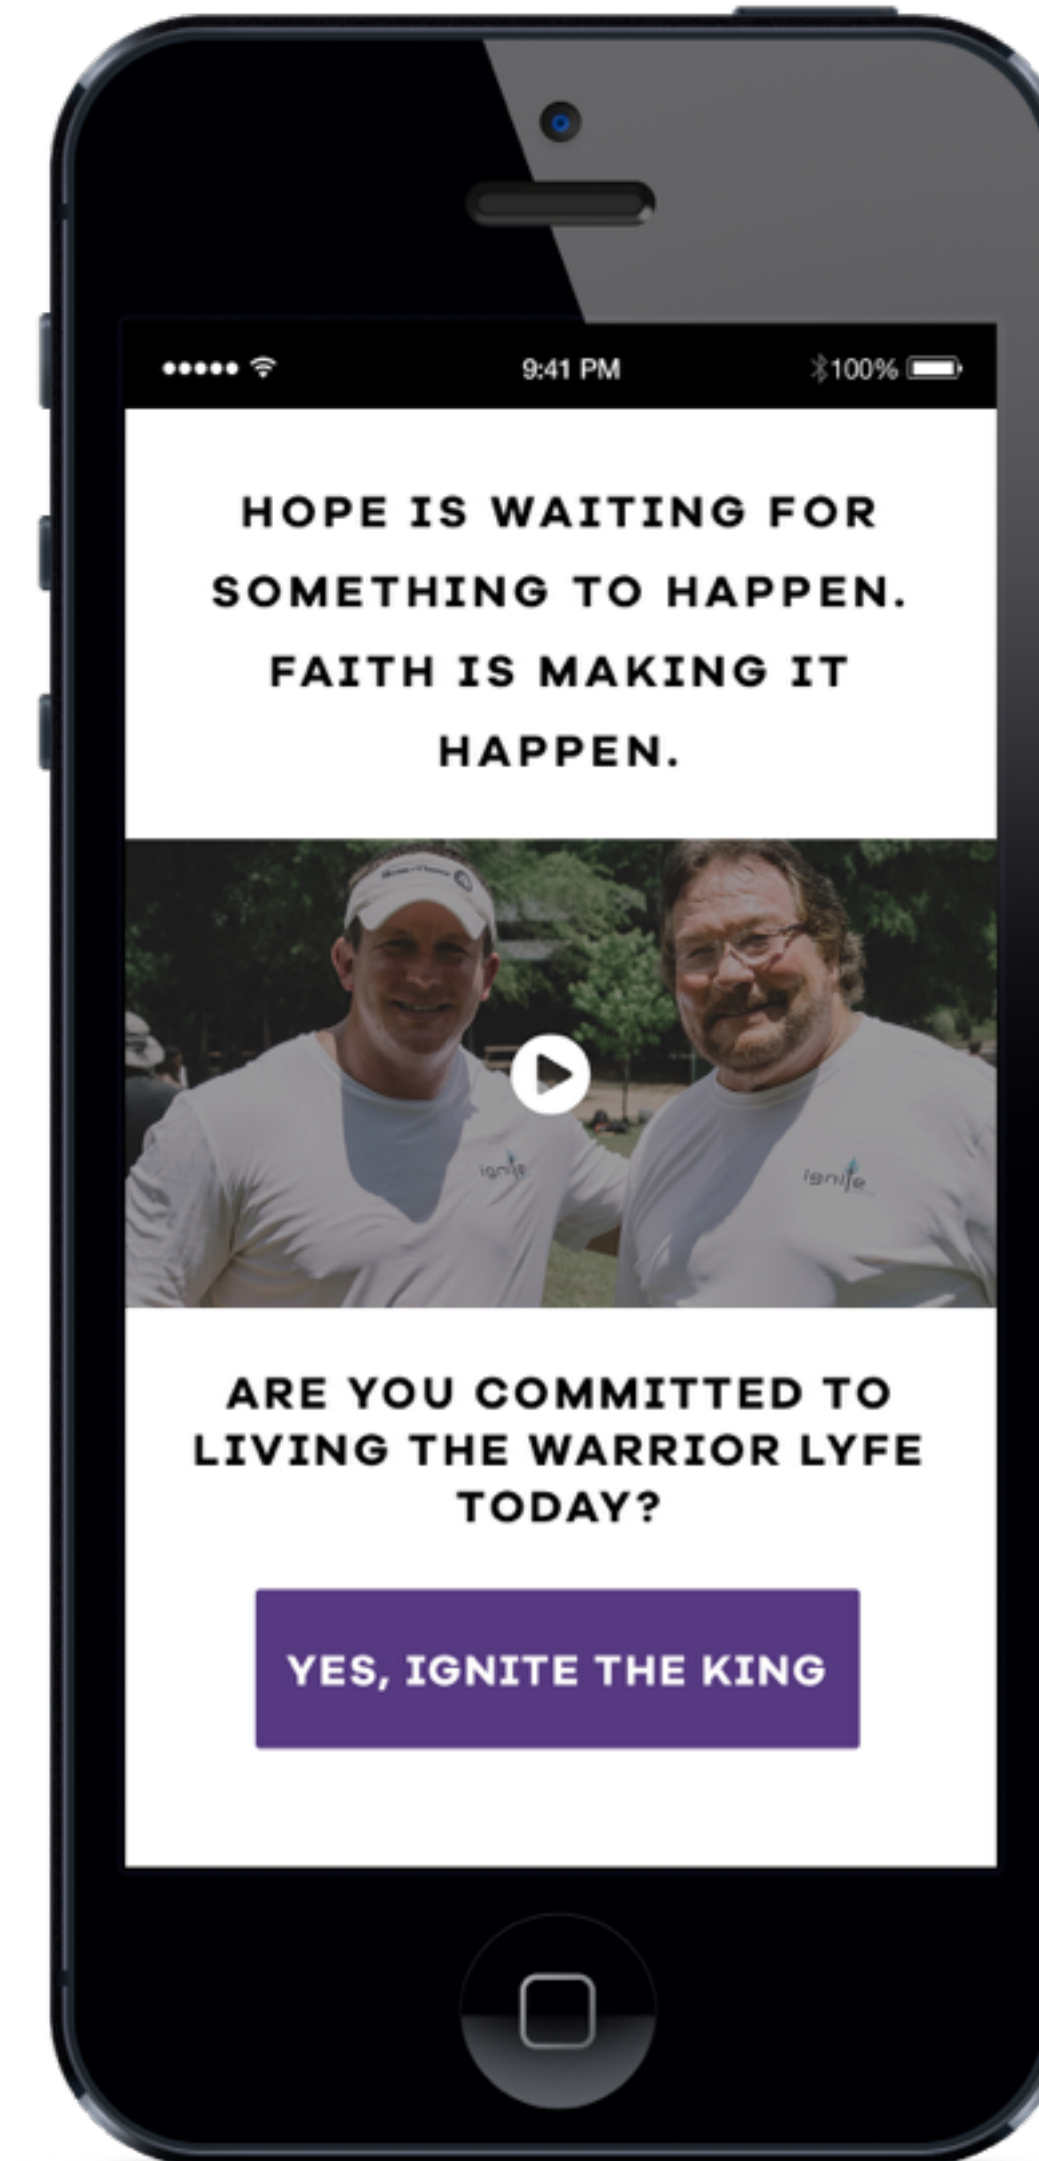 9:41 PM
100%
HOPE IS WAITING FOR
SOMETHING TO HAPPEN.
FAITH IS MAKING IT
HAPPEN.
ignite
ignite
ARE YOU COMMITTED TO
LIVING THE WARRIOR LYFE
TODAY?
YES, IGNITE THE KING